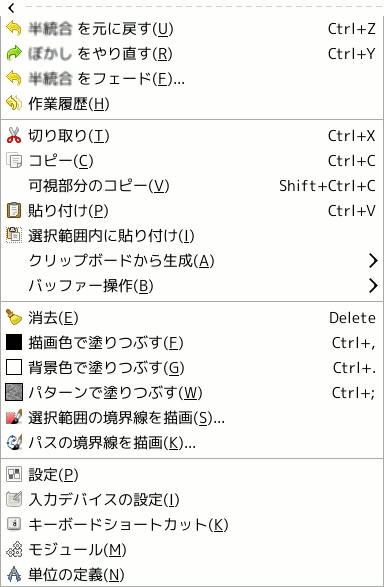 半統合 を元に戻す(U) Ctrl+Z
ぼかし をやり直す(R) Ctrl+Y
半統合 をフェード(F)...
作業履歴(H)
切り取り(T) Ctrl+X
コピー(C) Ctrl+C
可視部分のコピー(V) Shift+Ctrl+C
貼り付け(P) Ctrl+V
選択範囲内に貼り付け(I)
クリップボードから生成(A)
バッファー操作(B)
消去(E) Delete
描画色で塗りつぶす(F) Ctrl+,
背景色で塗りつぶす(G) Ctrl+.
パターンで塗りつぶす(W) Ctrl+;
選択範囲の境界線を描画(S)...
パスの境界線を描画(K)...
設定(P)
入力デバイスの設定(I)
キーボードショートカット(K)
モジュール(M)
単位の定義(N)